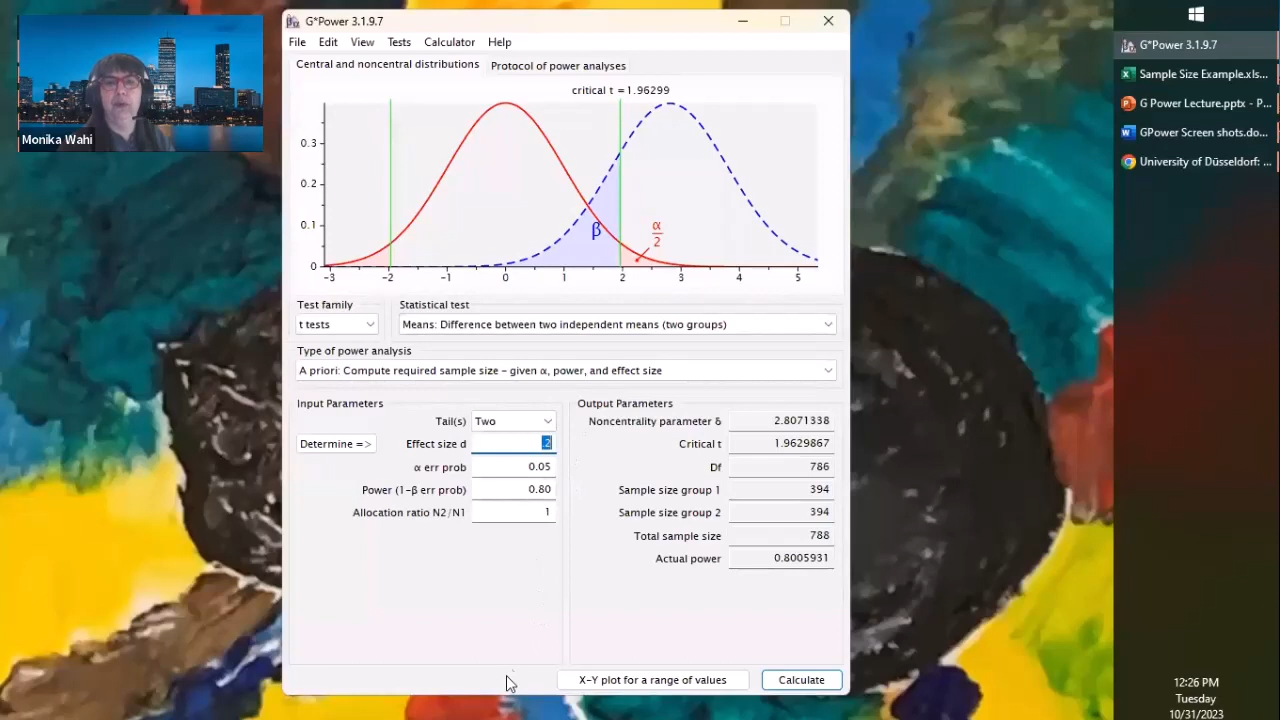 Monika Wahi
G*Power 3.1.9.7
File Edit View Tests Calculator Help
Central and noncentral distributions Protocol of power analyses
critical t = 1.96299
0.3
0.2
0.1
0
-3 -2 -1 0 1 2 3 4 5
β
α
2
Test family Statistical test
t tests Means: Difference between two independent means (two groups)
Type of power analysis
A priori: Compute required sample size - given α, power, and effect size
Input Parameters Output Parameters
Tail(s) Two Noncentrality parameter δ 2.8071338
Determine => Effect size d .2 Critical t 1.9629867
α err prob 0.05 Df 786
Power (1-β err prob) 0.80 Sample size group 1 394
Allocation ratio N2/N1 1 Sample size group 2 394
Total sample size 788
Actual power 0.8005931
X-Y plot for a range of values Calculate
G*Power 3.1.9.7
Sample Size Example.xls...
G Power Lecture.pptx - P...
GPower Screen shots.do...
University of Düsseldorf: ...
12:26 PM
Tuesday
10/31/2023